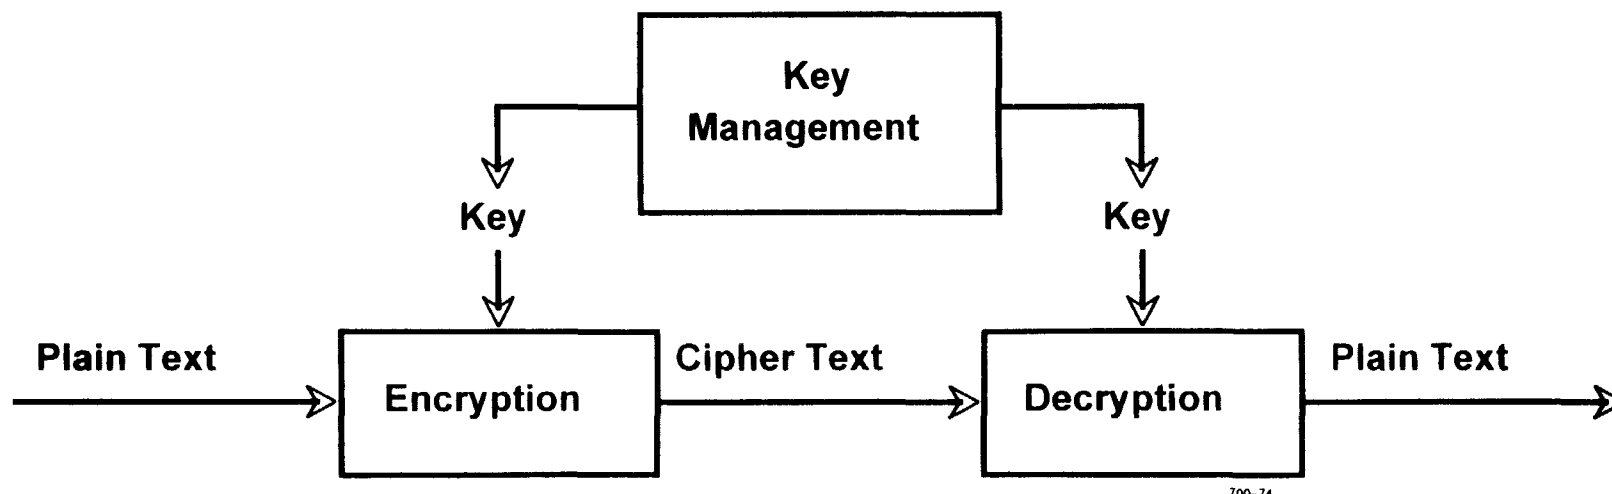 Key
Management
Key
Key
Plain Text
Cipher Text
Plain Text
Encryption
Decryption